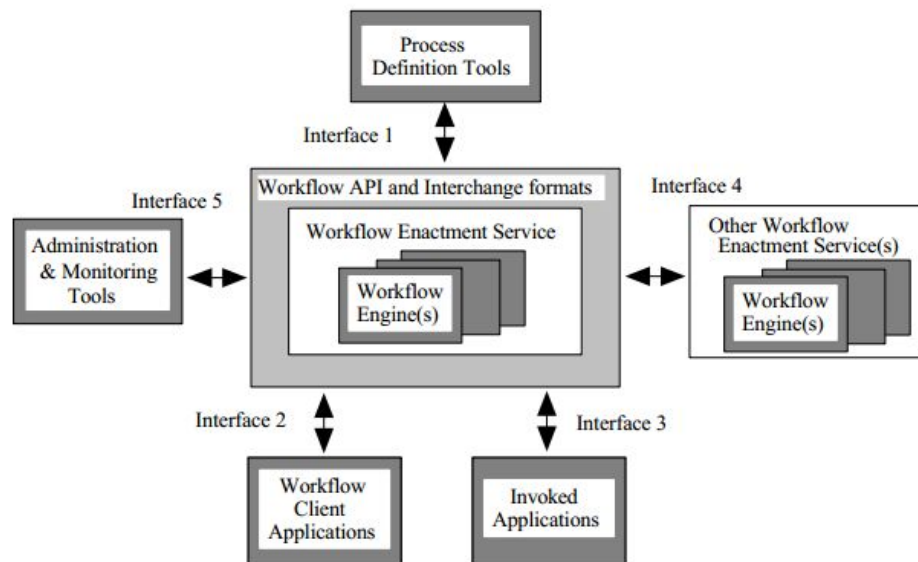 Process
Definition Tools
Interface 1
Workflow API and Interchange formats
Interface 4
Interface 5
Workflow Enactment Service
Other Workflow
Enactment Service(s)
Administration
& Monitoring
Tools
Workflow
Engine(s)
Workflow
Engine(s)
Interface 2
Interface 3
Workflow
Client
Applications
Invoked
Applications